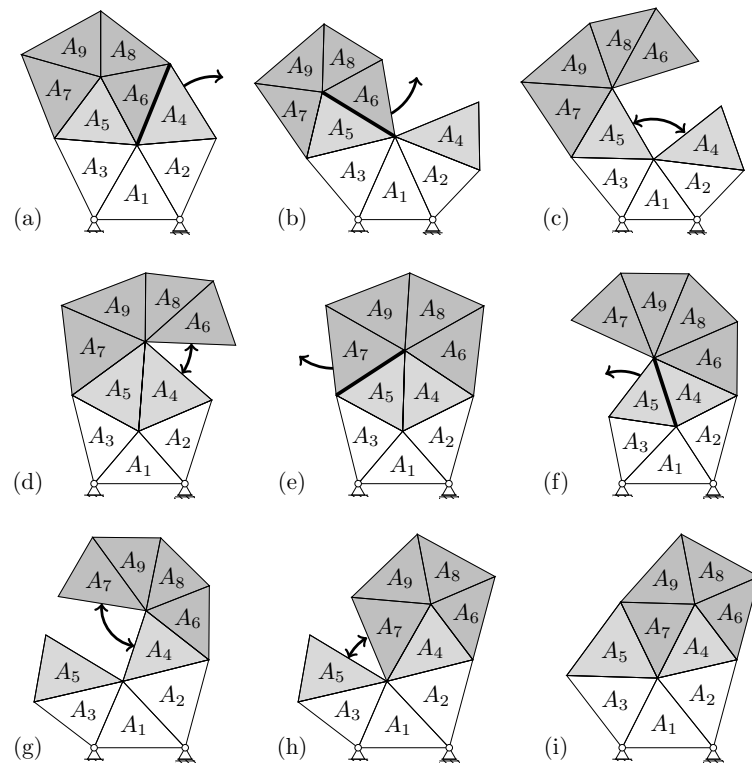 A₉ A₈
A₇ A₆
A₅ A₄
A₃ A₂
A₁
(a)
A₉ A₈
A₇ A₆
A₅ A₄
A₃ A₂
A₁
(b)
A₈ A₆
A₉
A₇
A₅ A₄
A₃ A₂
A₁
(c)
A₉ A₈
A₆
A₇
A₅ A₄
A₃ A₂
A₁
(d)
A₉ A₈
A₇ A₆
A₅ A₄
A₃ A₂
A₁
(e)
A₉
A₇ A₈
A₆
A₅ A₄
A₃ A₂
A₁
(f)
A₉
A₇ A₈
A₆
A₄
A₅
A₃ A₂
A₁
(g)
A₉ A₈
A₆
A₇ A₄
A₅
A₃ A₂
A₁
(h)
A₉ A₈
A₆
A₅ A₇ A₄
A₃ A₂
A₁
(i)